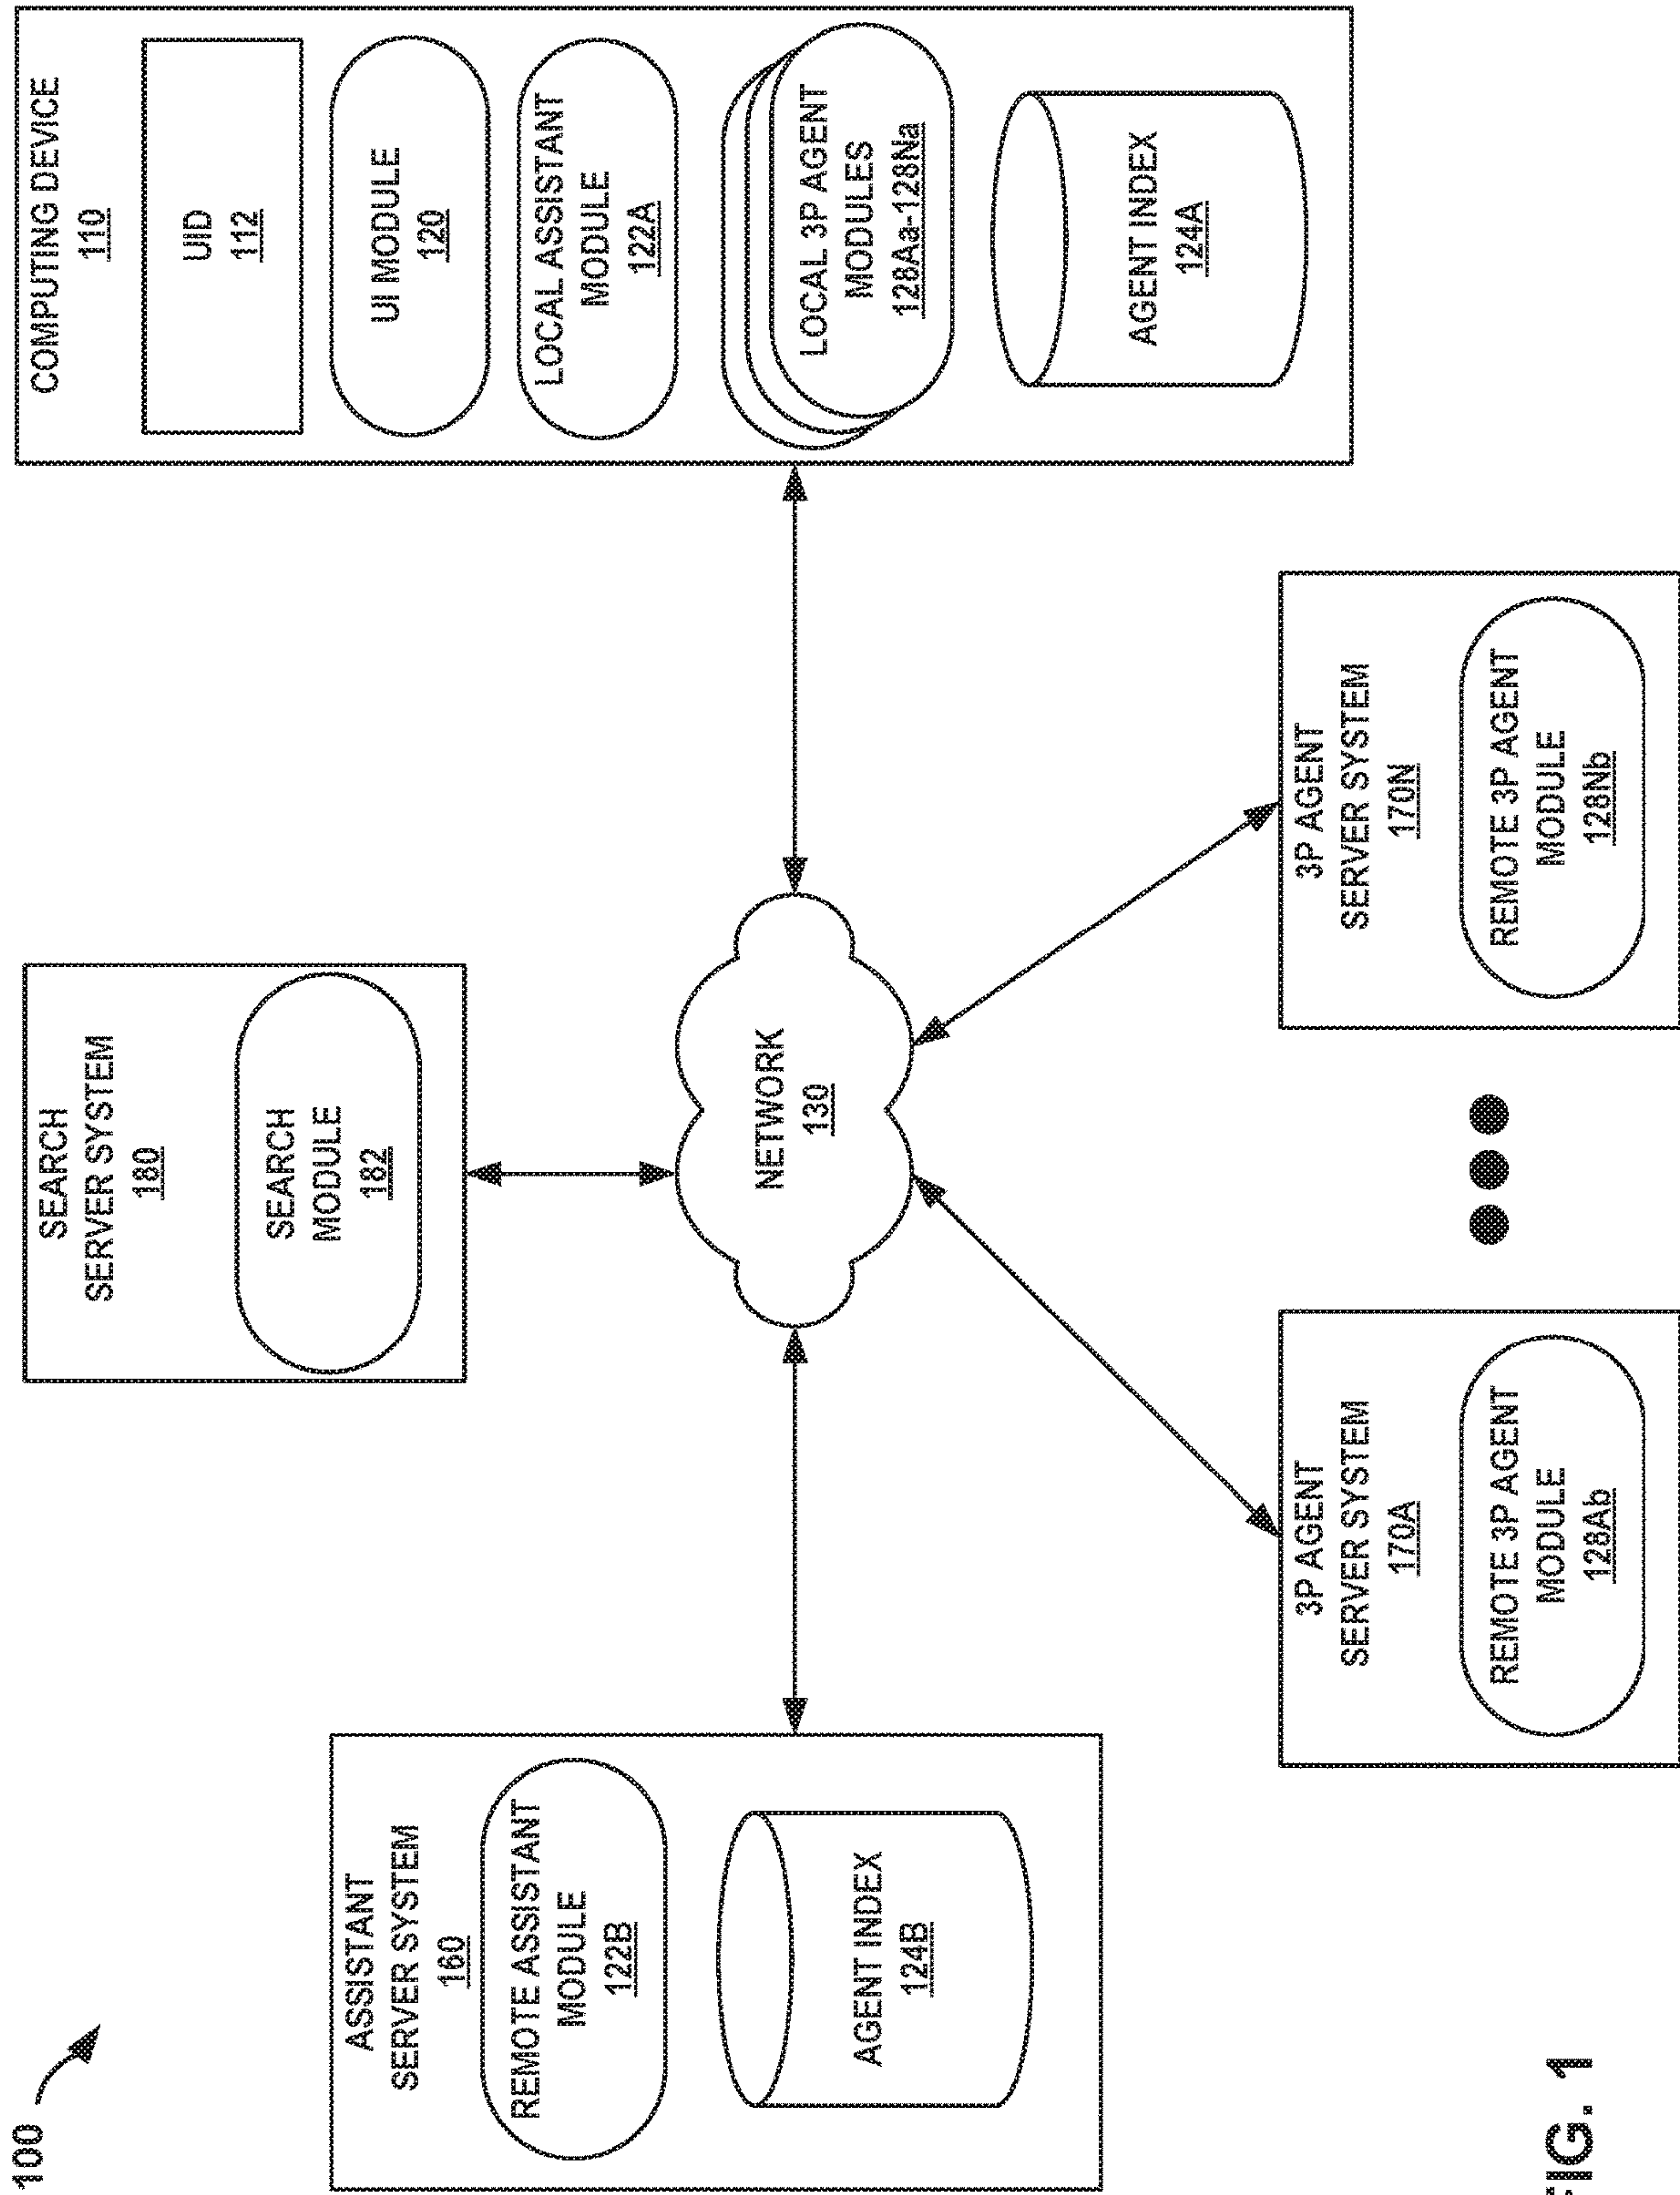 100
ASSISTANT
SERVER SYSTEM
160
REMOTE ASSISTANT
MODULE
122B
AGENT INDEX
124B
SEARCH
SERVER SYSTEM
180
SEARCH
MODULE
182
NETWORK
130
COMPUTING DEVICE
110
UID
112
UI MODULE
120
LOCAL ASSISTANT
MODULE
122A
LOCAL 3P AGENT
MODULES
128Aa-128Na
AGENT INDEX
124A
3P AGENT
SERVER SYSTEM
170A
REMOTE 3P AGENT
MODULE
128Ab
3P AGENT
SERVER SYSTEM
170N
REMOTE 3P AGENT
MODULE
128Nb
FIG. 1